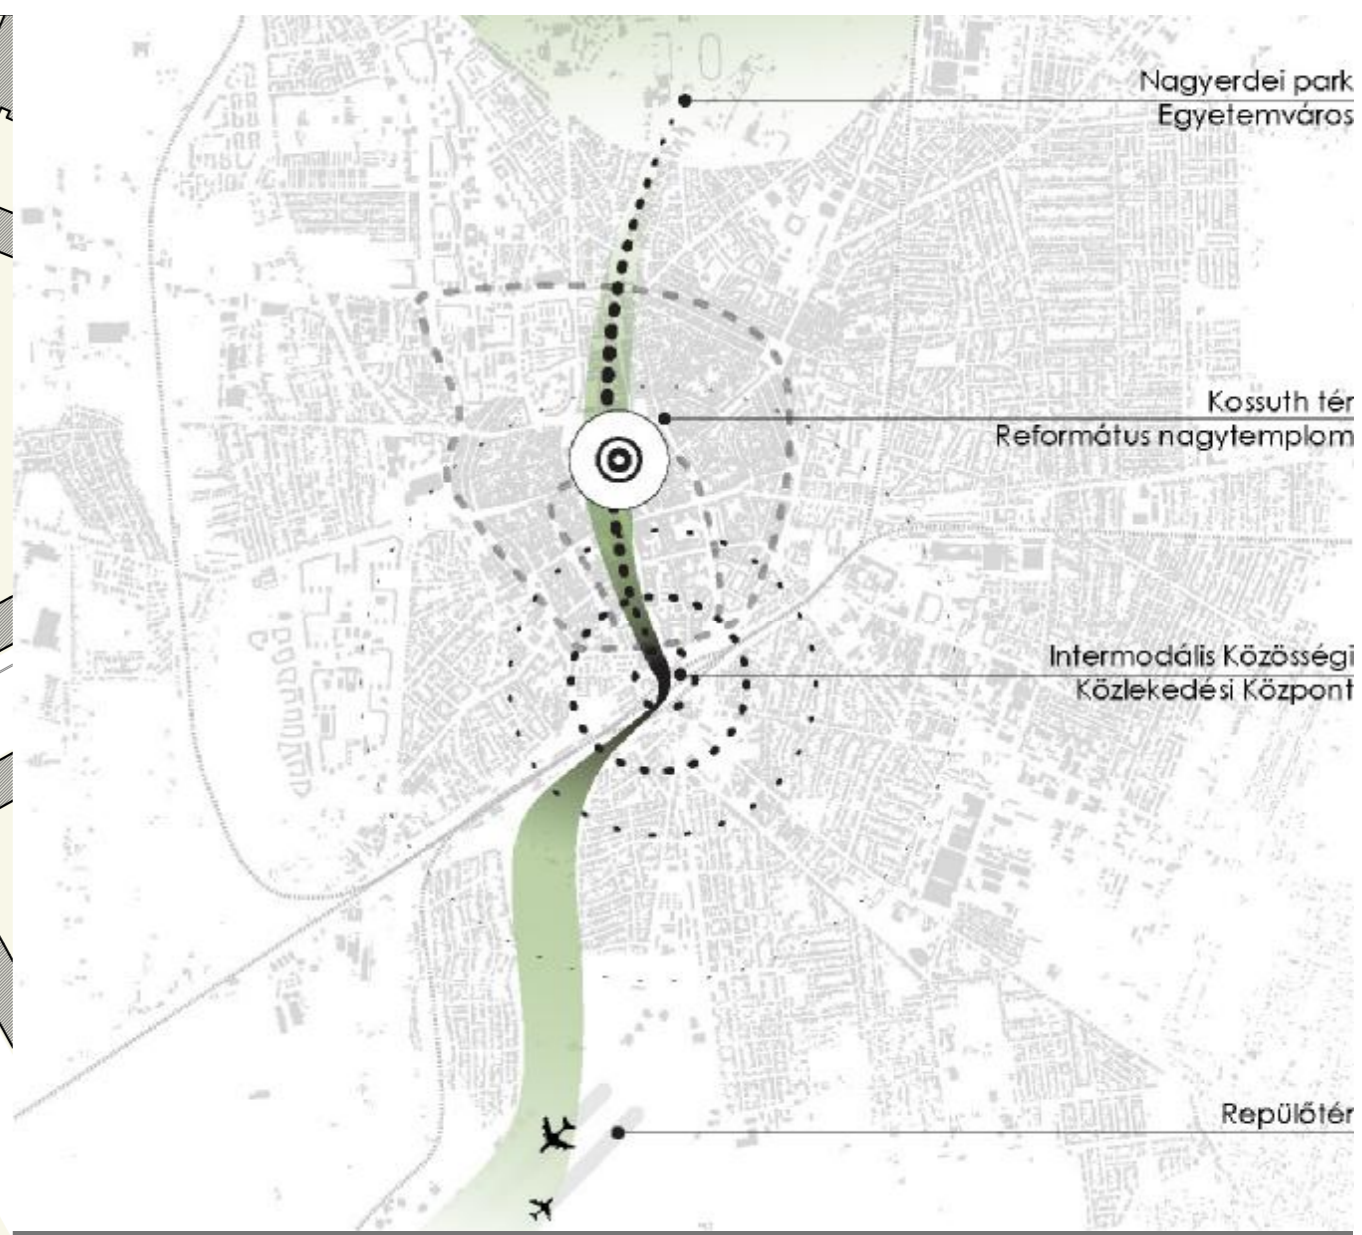 Nagyerdei park
Egyetemváros
Kossuth tér
Református nagytemplom
Intermodális Közösségi
Közlekedési Központ
Repülőtér